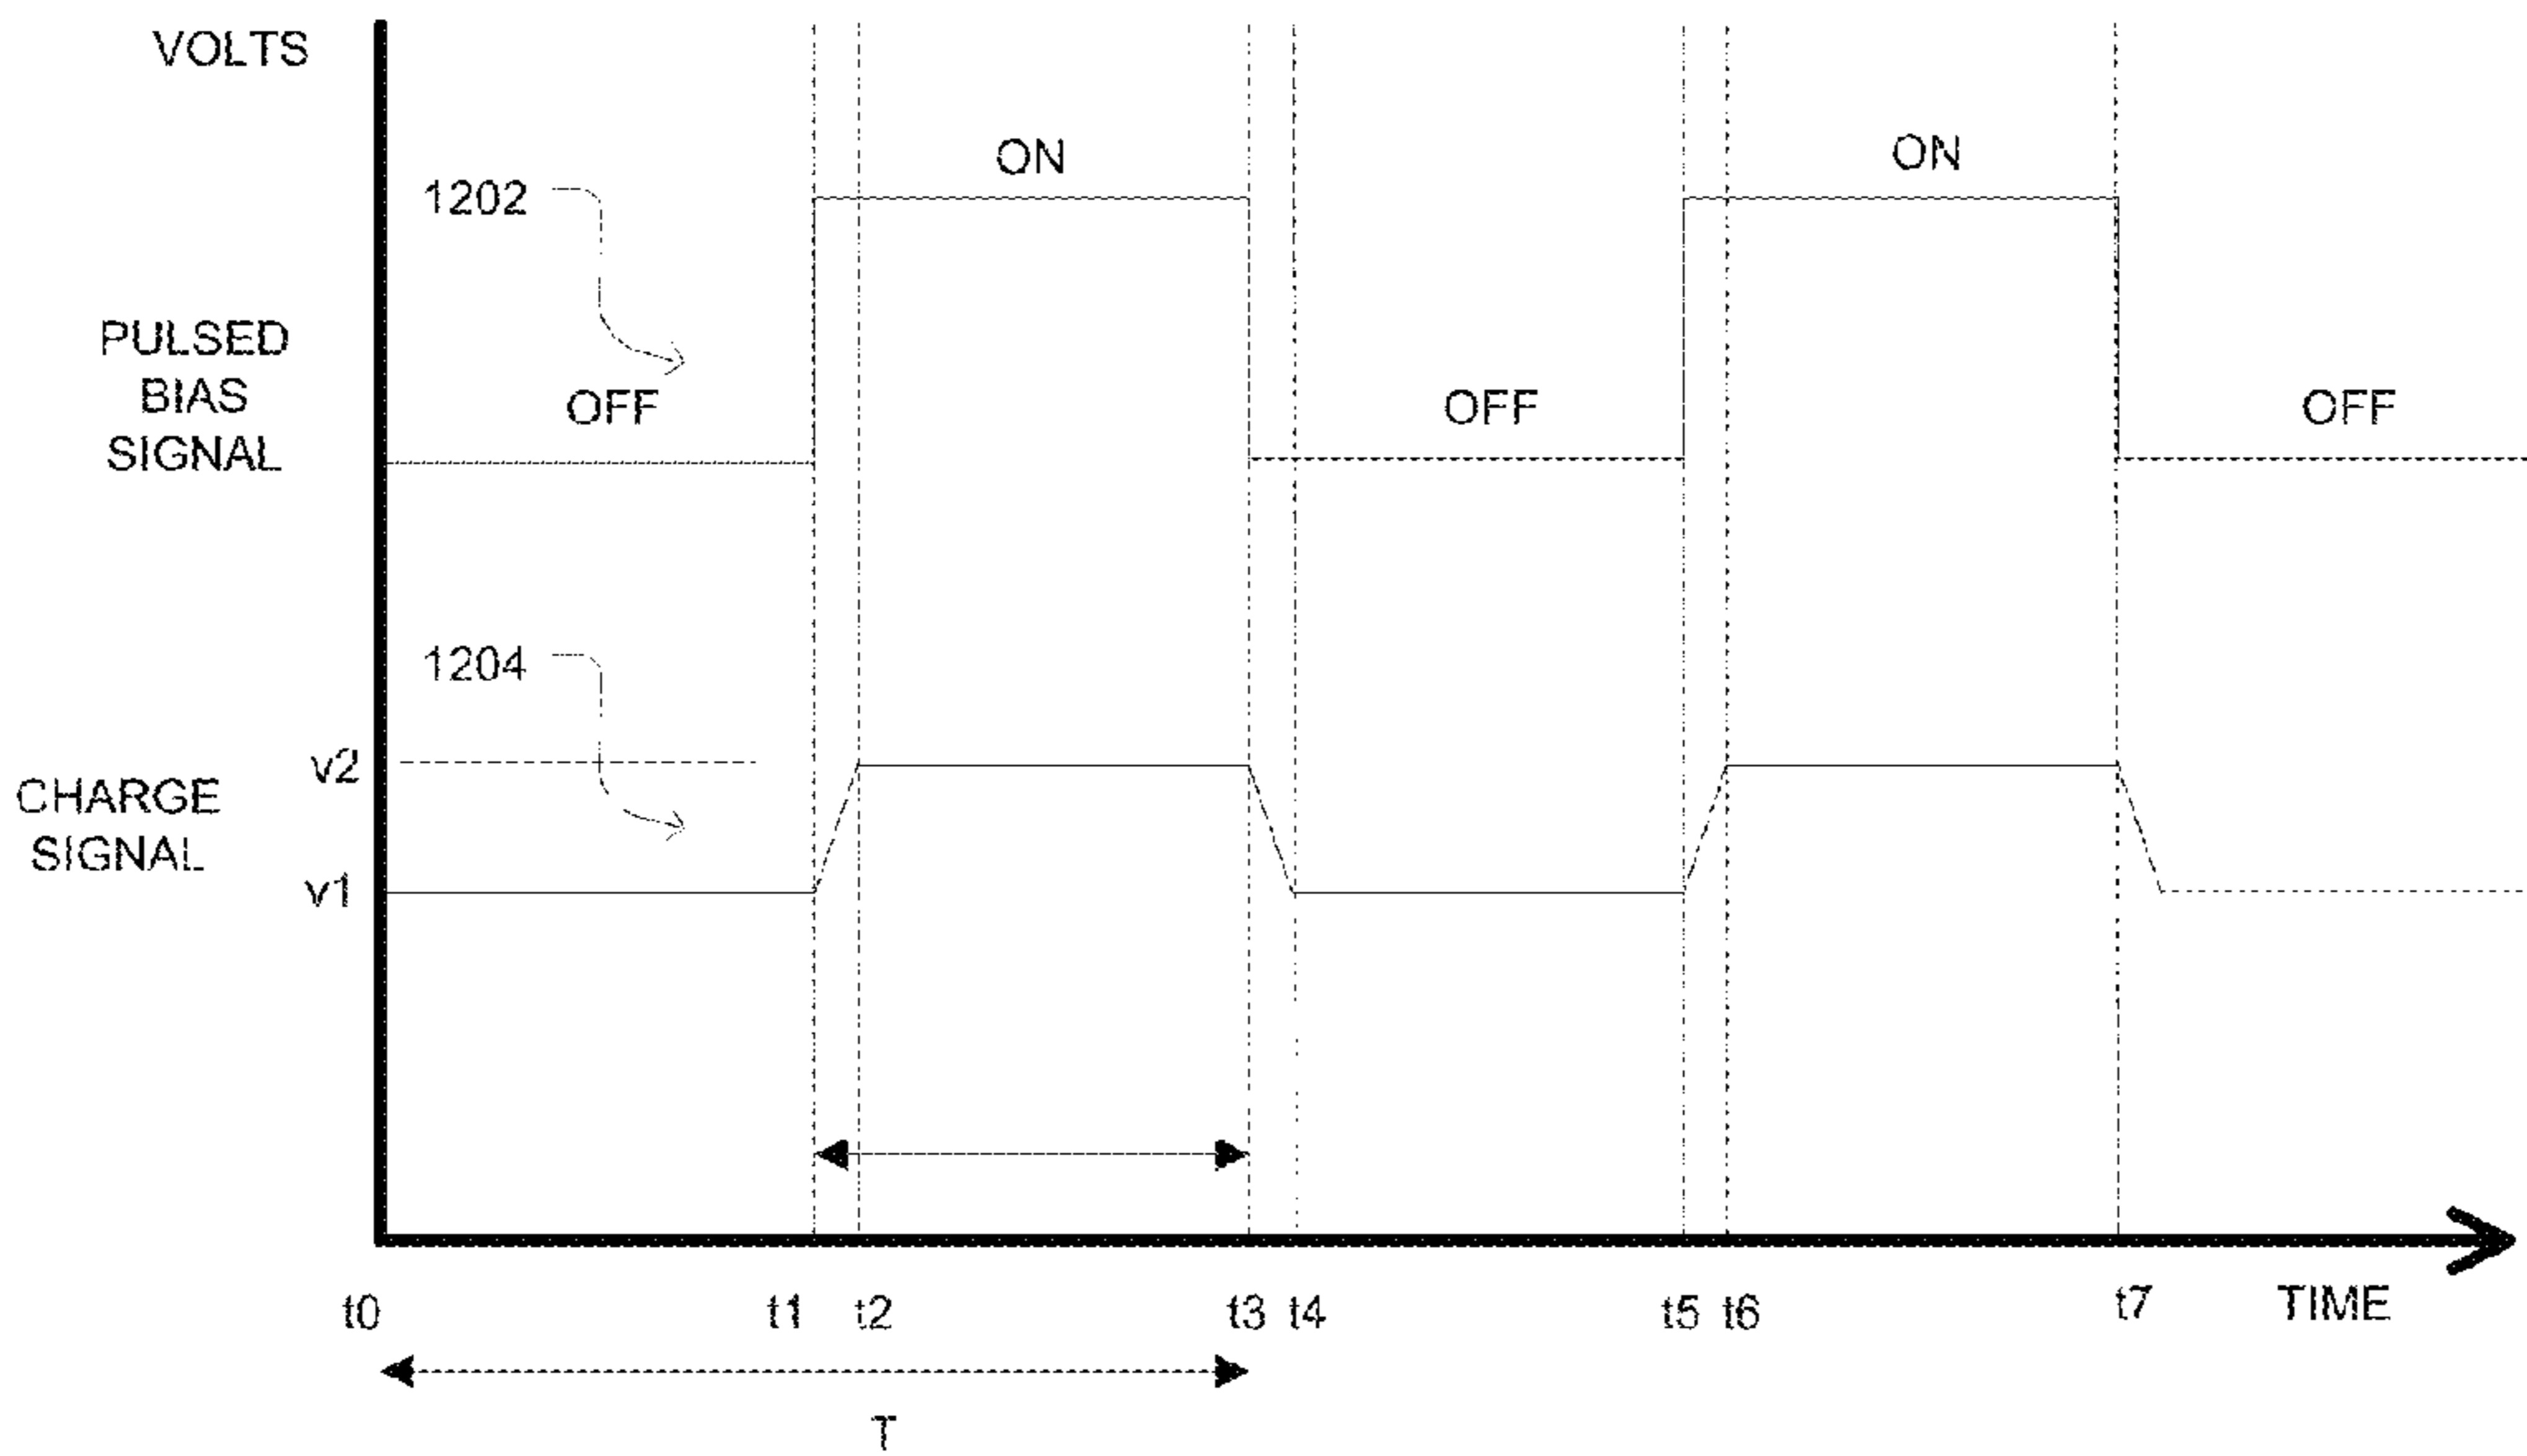 VOLTS
ON
ON
1202
PULSED
BIAS
SIGNAL
OFF
OFF
OFF
1204
v2
CHARGE
SIGNAL
v1
t0
t1
t2
t3
t4
t5
t6
t7
TIME
T